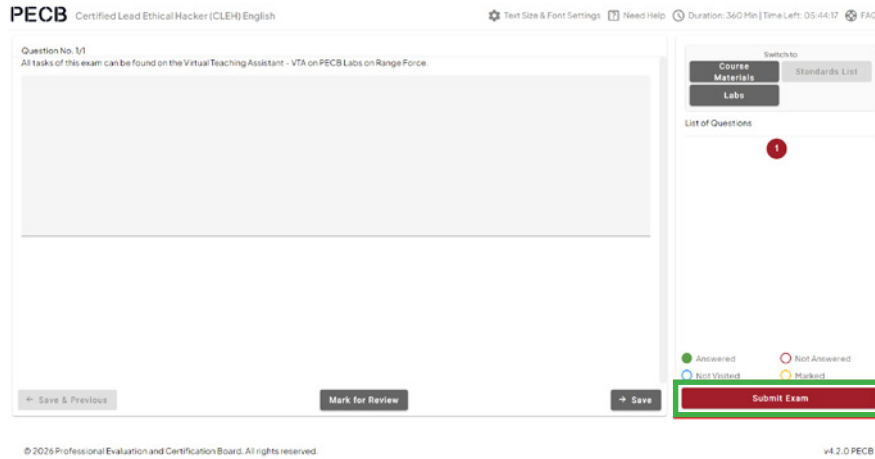 PECB Certified Lead Ethical Hacker (CLEH) English
Text Size & Font Settings Need Help Duration: 360 Min | Time Left: 05:44:17 FAQ
Question No. 1/1
All tasks of this exam can be found on the Virtual Teaching Assistant - VTA on PECB Labs on Range Force.
Switch to
Course Materials
Standards List
Labs
List of Questions
1
Answered
Not Answered
Not Visited
Marked
← Save & Previous
Mark for Review
→ Save
Submit Exam
© 2026 Professional Evaluation and Certification Board. All rights reserved.
v4.2.0 PECB